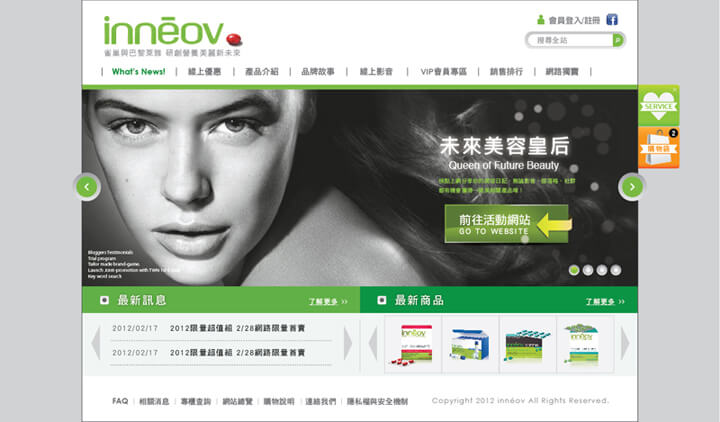 innēov
雀巢與巴黎萊雅 研創營養美麗新未來
會員登入/註冊
搜尋全站
What's News! | 線上優惠 | 產品介紹 | 品牌故事 | 線上影音 | VIP會員專區 | 銷售排行 | 網路獨賣
SERVICE
2
購物袋
未來美容皇后
Queen of Future Beauty
前往活動網站
GO TO WEBSITE
Bloggers Testimonials
Trial program
Tailor made brand-game.
Launch Joint-promotion with
Key word search
最新訊息 了解更多 >>
最新商品 了解更多 >>
2012/02/17 2012限量超值組 2/28網路限量首賣
2012/02/17 2012限量超值組 2/28網路限量首賣
innēov
FAQ | 相關消息 | 專櫃查詢 | 網站總覽 | 購物說明 | 連絡我們 | 隱私權與安全機制
Copyright 2012 innéov All Rights Reserved.